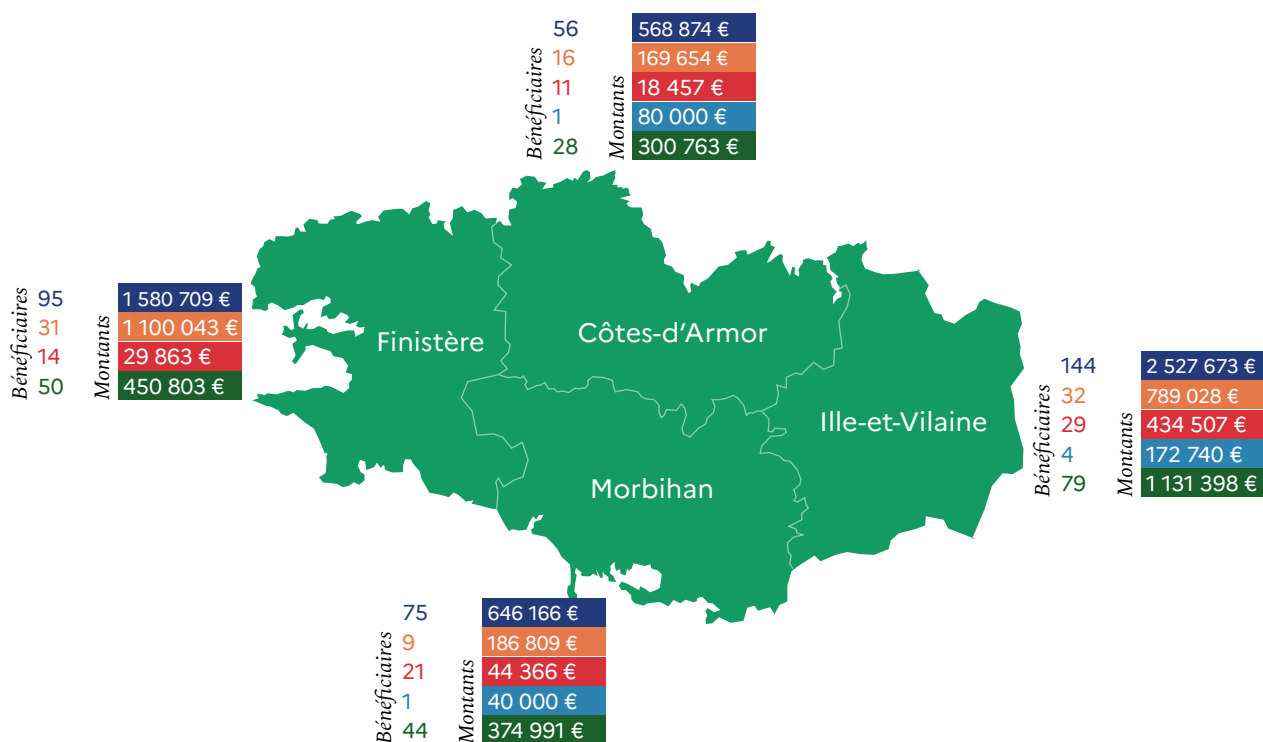 Bénéficiaires
56
16
11
1
28
Montants
568 874 €
169 654 €
18 457 €
80 000 €
300 763 €
Bénéficiaires
95
31
14
50
Montants
1 580 709 €
1 100 043 €
29 863 €
450 803 €
Finistère
Côtes-d'Armor
Ille-et-Vilaine
Morbihan
Bénéficiaires
144
32
29
4
79
Montants
2 527 673 €
789 028 €
434 507 €
172 740 €
1 131 398 €
Bénéficiaires
75
9
21
1
44
Montants
646 166 €
186 809 €
44 366 €
40 000 €
374 991 €